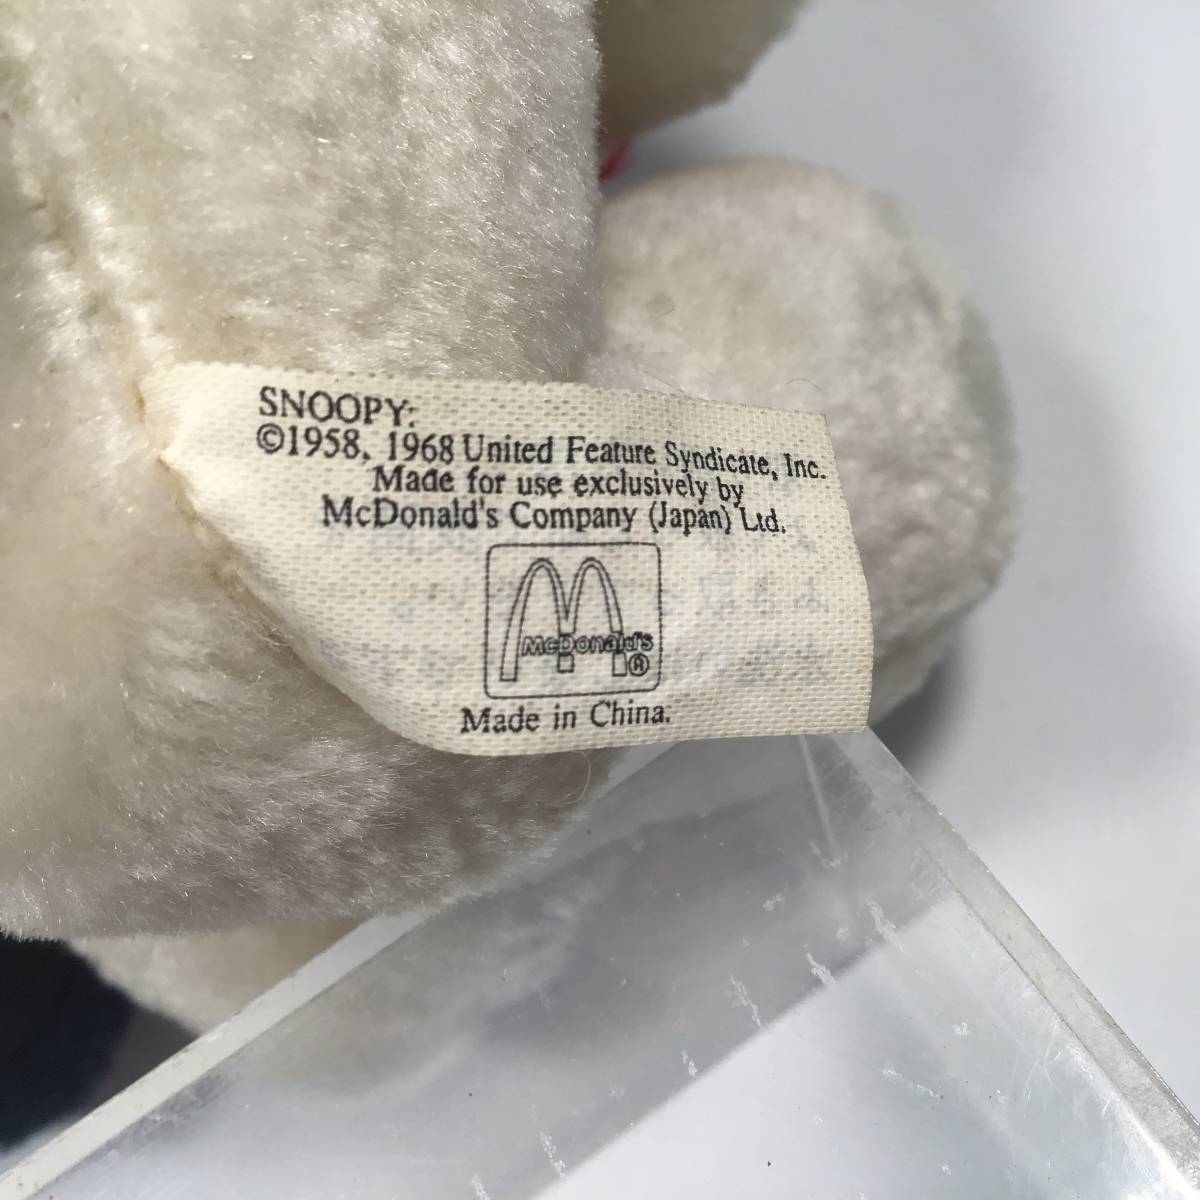 SNOOPY:
©1958, 1968 United Feature Syndicate, Inc.
Made for use exclusively by
McDonald's Company (Japan) Ltd.
McDonald's
®
Made in China.